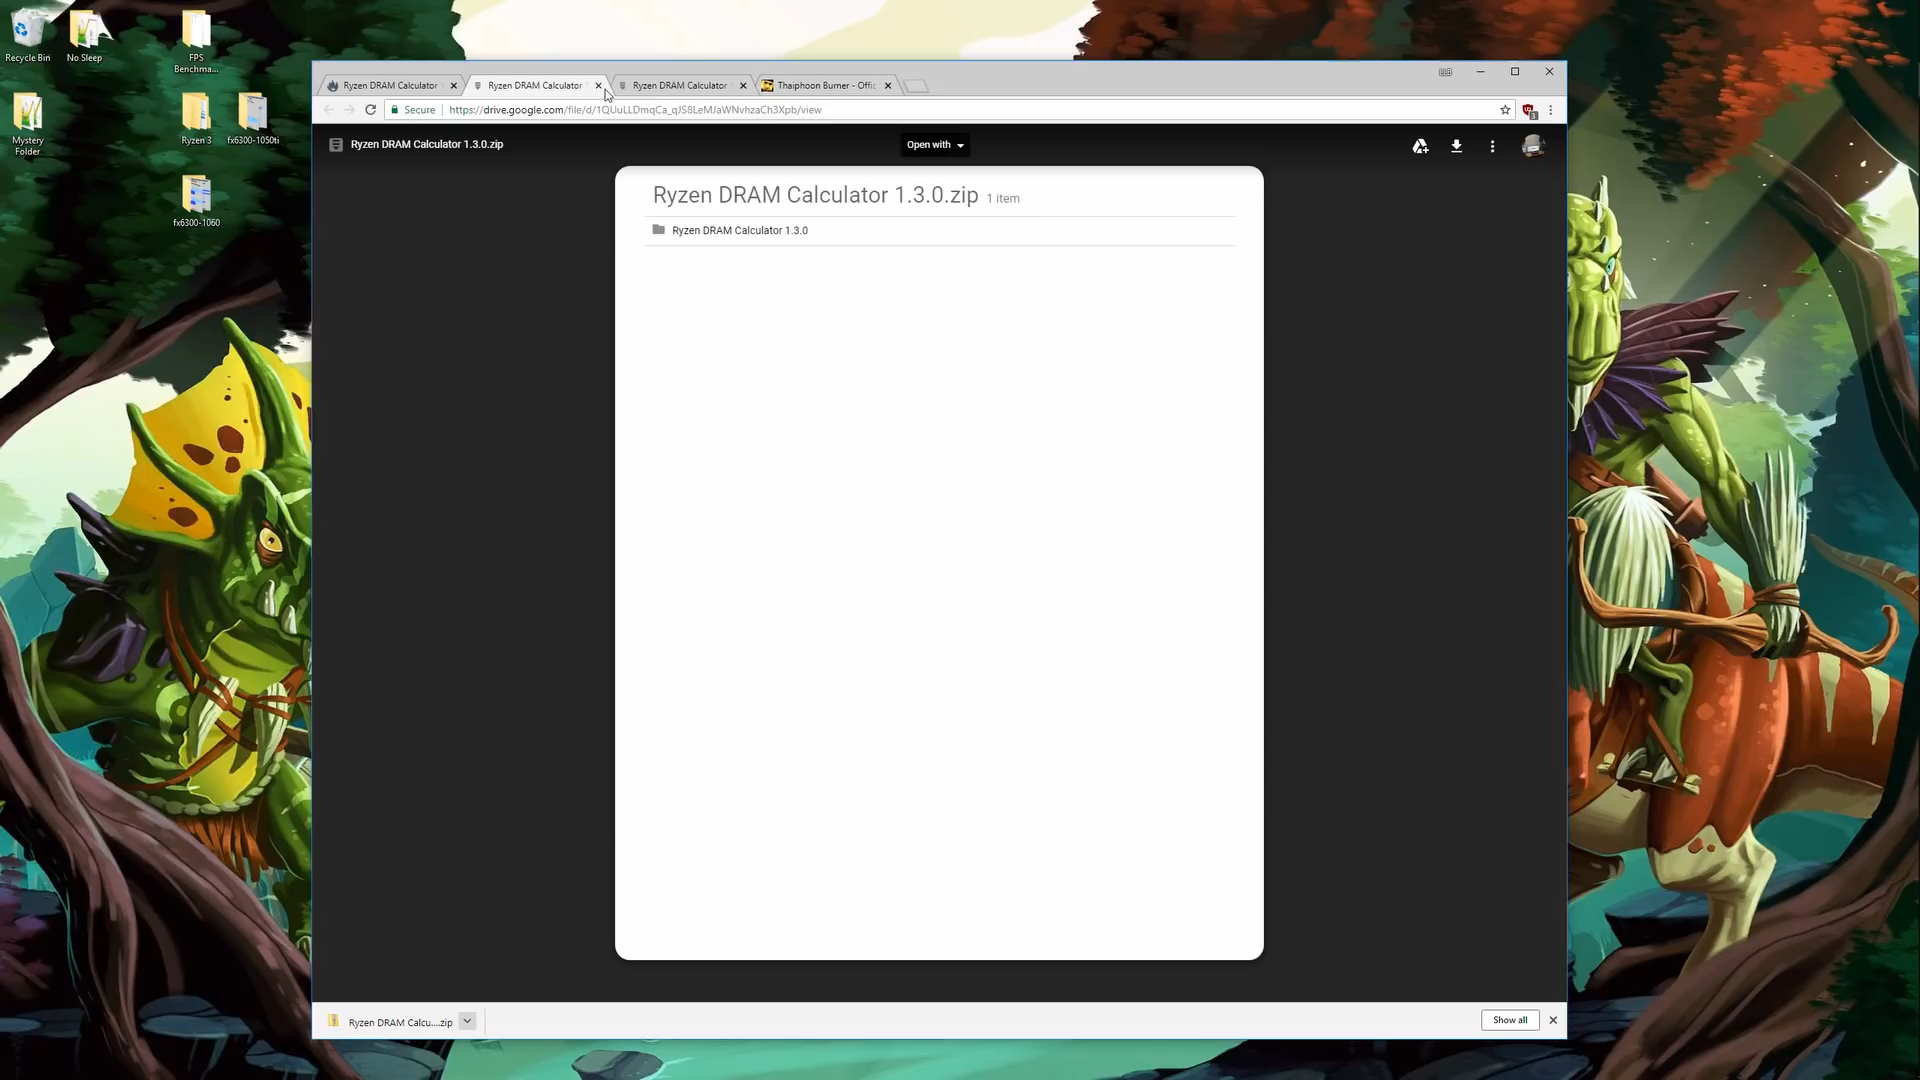 Recycle Bin
No Sleep
FPS
Benchma...
Mystery
Folder
Ryzen 3
fx6300-1050ti
fx6300-1060
Ryzen DRAM Calculator
Ryzen DRAM Calculator
Ryzen DRAM Calculator
Thaiphoon Burner - Offic
Secure
https://drive.google.com/file/d/1QUuLLDmqCa_qJS8LeMJaWNvhzaCh3Xpb/view
3
Ryzen DRAM Calculator 1.3.0.zip
Open with
Ryzen DRAM Calculator 1.3.0.zip 1 item
Ryzen DRAM Calculator 1.3.0
Ryzen DRAM Calcu....zip
Show all